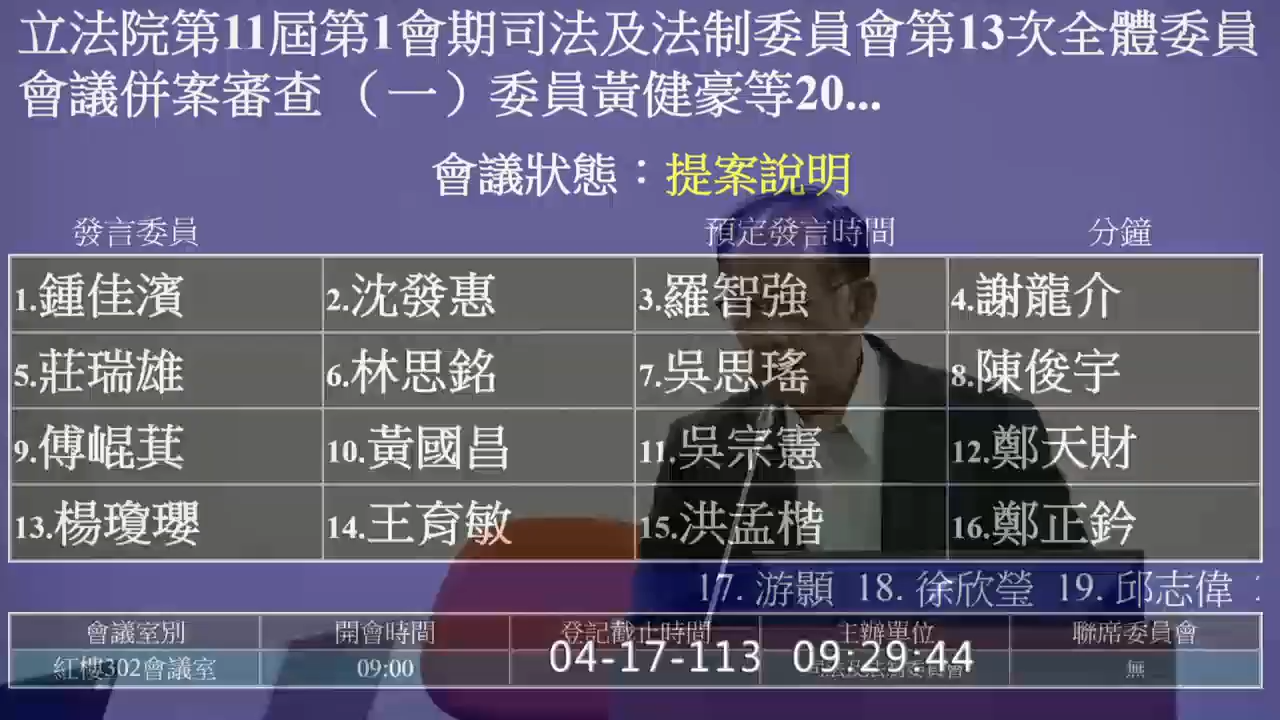 立法院第11屆第1會期司法及法制委員會第13次全體委員
會議併案審查 （一）委員黃健豪等20...
會議狀態：提案說明
發言委員 預定發言時間 分鐘
1.鍾佳濱 2.沈發惠 3.羅智強 4.謝龍介
5.莊瑞雄 6.林思銘 7.吳思瑤 8.陳俊宇
9.傅崐萁 10.黃國昌 11.吳宗憲 12.鄭天財
13.楊瓊瓔 14.王育敏 15.洪孟楷 16.鄭正鈐
17. 游顥 18. 徐欣瑩 19. 邱志偉
會議室別 開會時間 登記截止時間 主辦單位 聯席委員會
紅樓302會議室 09:00 司法及法制委員會 無
04-17-113 09:29:44